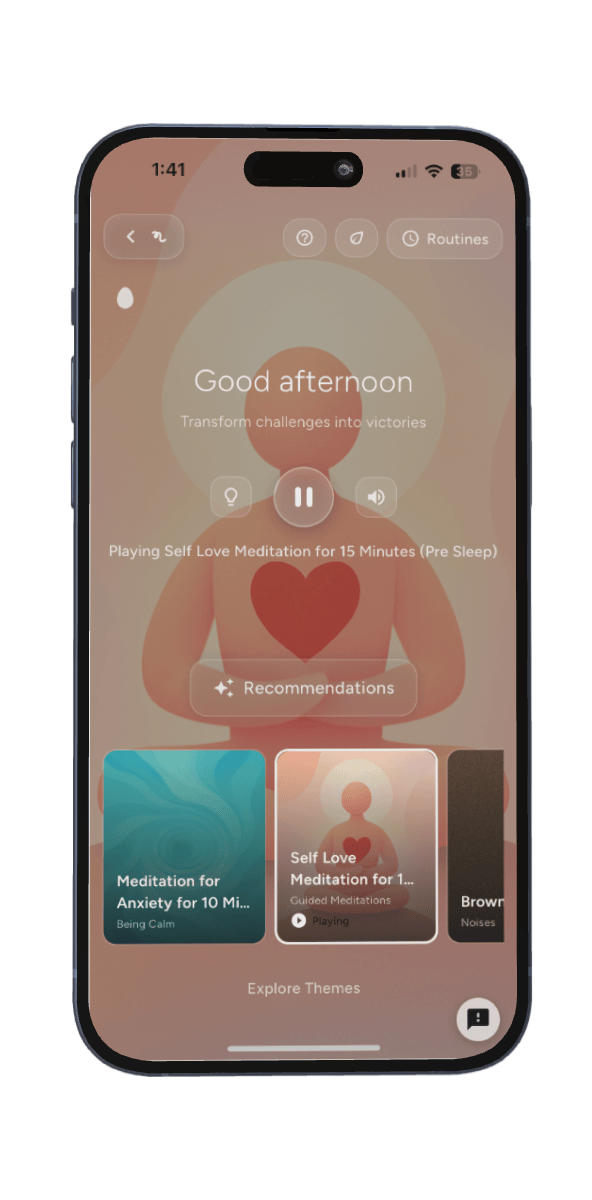 1:41
35
Routines
Good afternoon
Transform challenges into victories
Playing Self Love Meditation for 15 Minutes (Pre Sleep)
Recommendations
Meditation for
Anxiety for 10 Mi...
Being Calm
Self Love
Meditation for 1...
Guided Meditations
Playing
Brown
Noises
Explore Themes